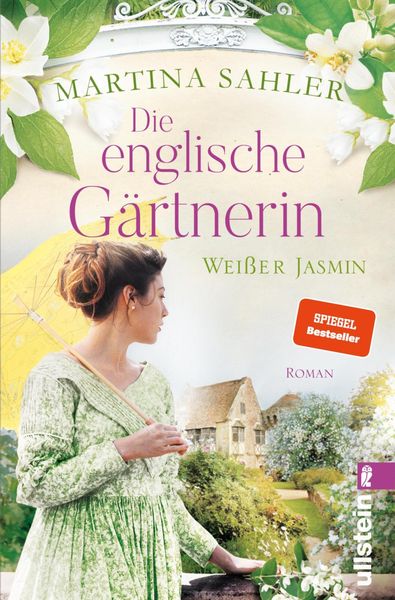 MARTINA SAHLER
Die
englische
Gärtnerin
WEIẞER JASMIN
SPIEGEL
Bestseller
ROMAN
ullstein